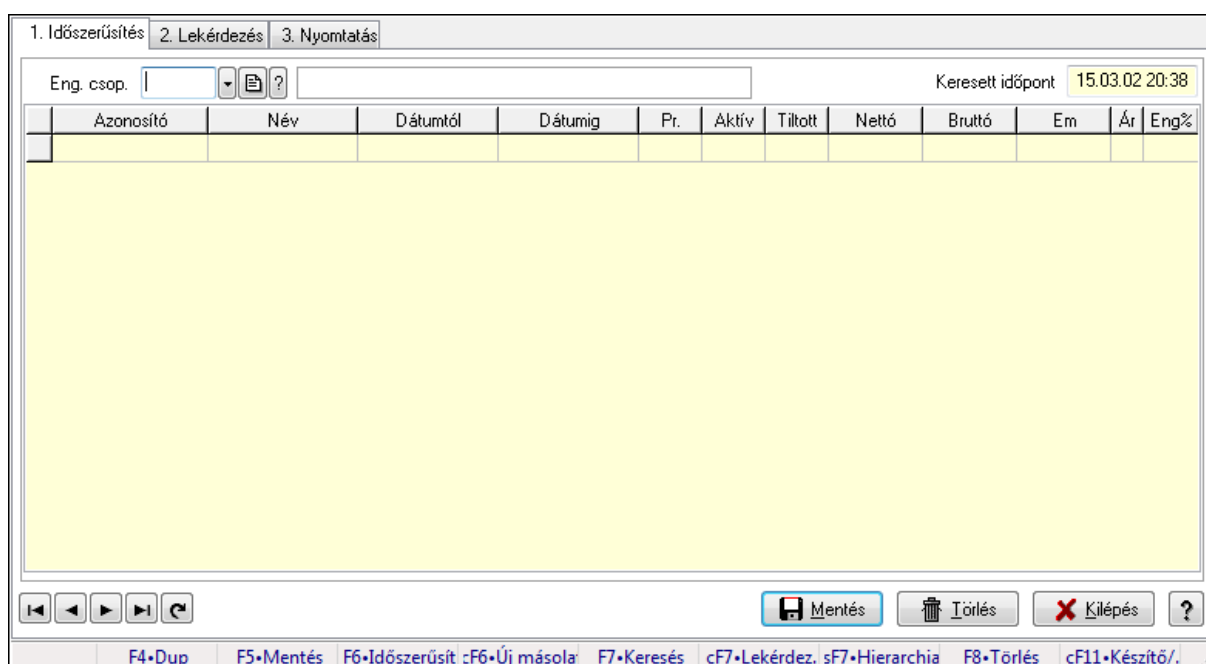 1. Időszerűsítés 2. Lekérdezés 3. Nyomtatás
Eng. csop. ? Keresett időpont 15.03.02 20:38
Azonosító Név Dátumtól Dátumig Pr. Aktív Tiltott Nettó Bruttó Em Ár Eng%
Mentés Törlés Kilépés ?
F4•Dup F5•Mentés F6•Időszerűsít cF6•Új másola F7•Keresés cF7•Lekérdez. sF7•Hierarchia F8•Törlés cF11•Készítő/.